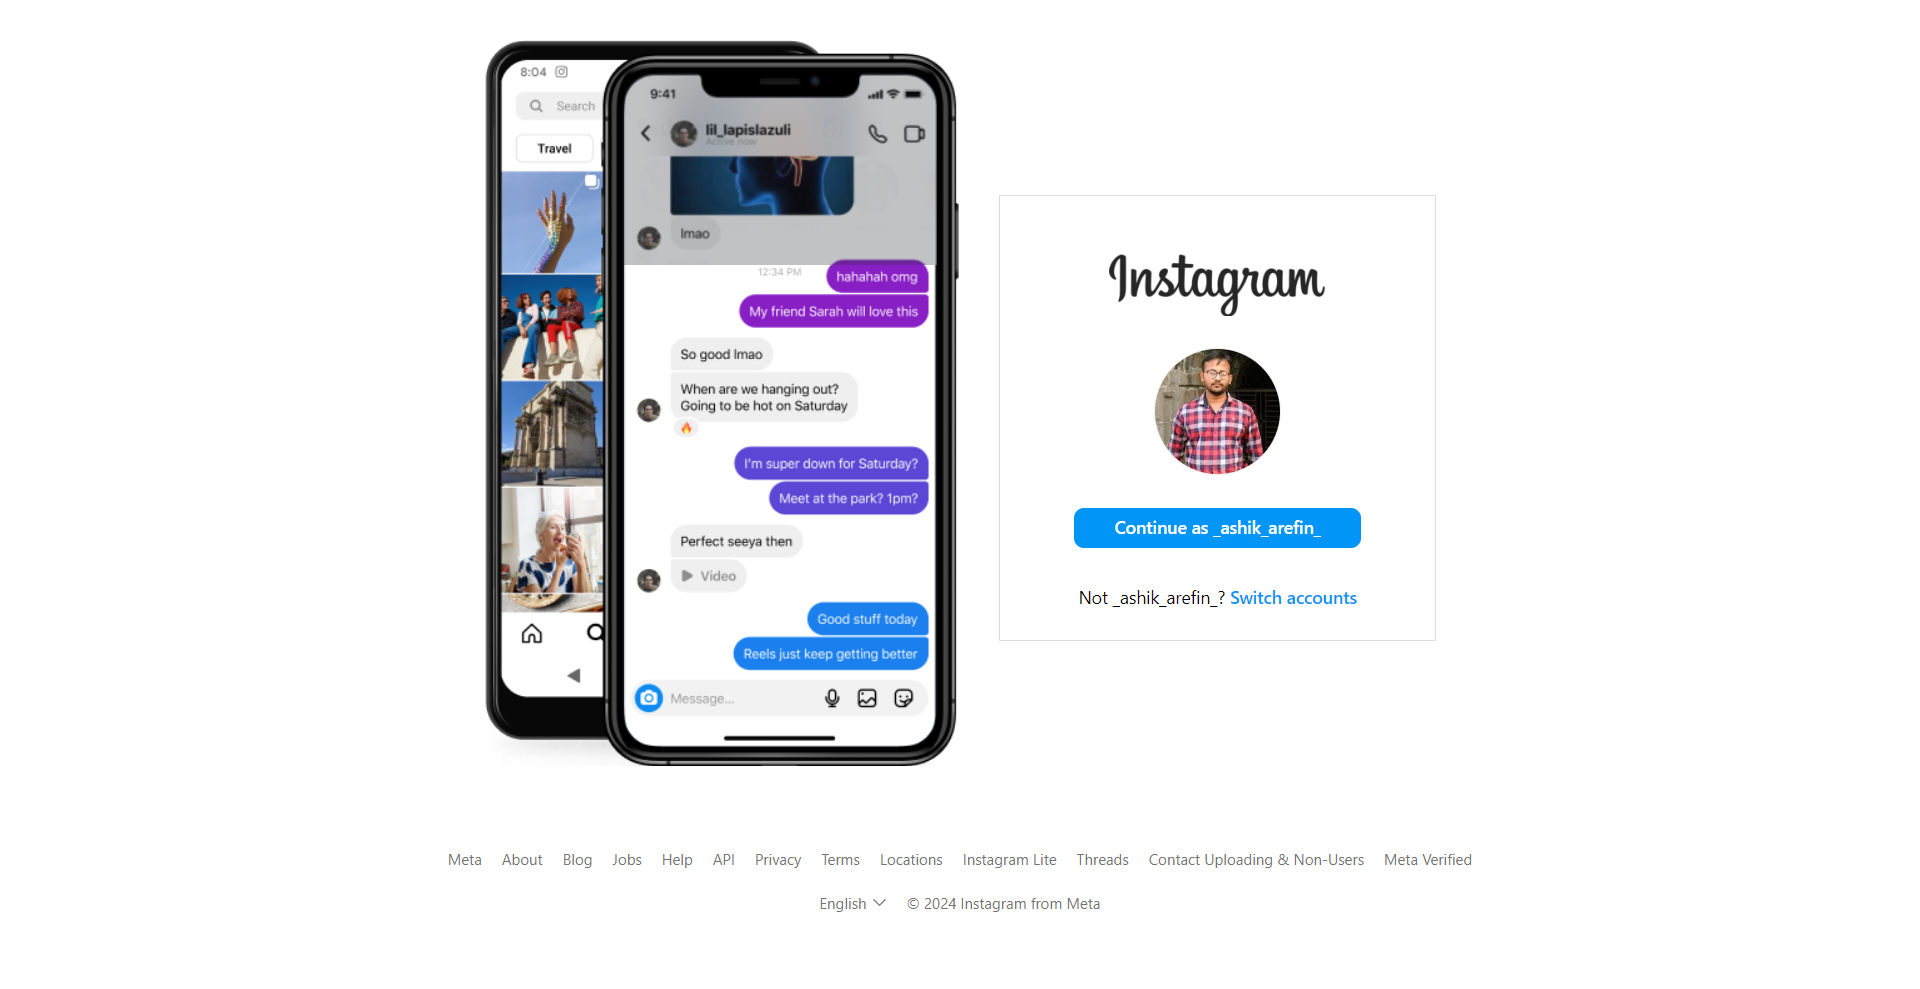 8:04
Search
Travel
9:41
lil_lapislazuli
Active now
lmao
12:34 PM
hahahah omg
My friend Sarah will love this
So good lmao
When are we hanging out?
Going to be hot on Saturday
I'm super down for Saturday?
Meet at the park? 1pm?
Perfect seeya then
Video
Good stuff today
Reels just keep getting better
Message...
Instagram
Continue as _ashik_arefin_
Not _ashik_arefin_? Switch accounts
Meta About Blog Jobs Help API Privacy Terms Locations Instagram Lite Threads Contact Uploading & Non-Users Meta Verified
English © 2024 Instagram from Meta